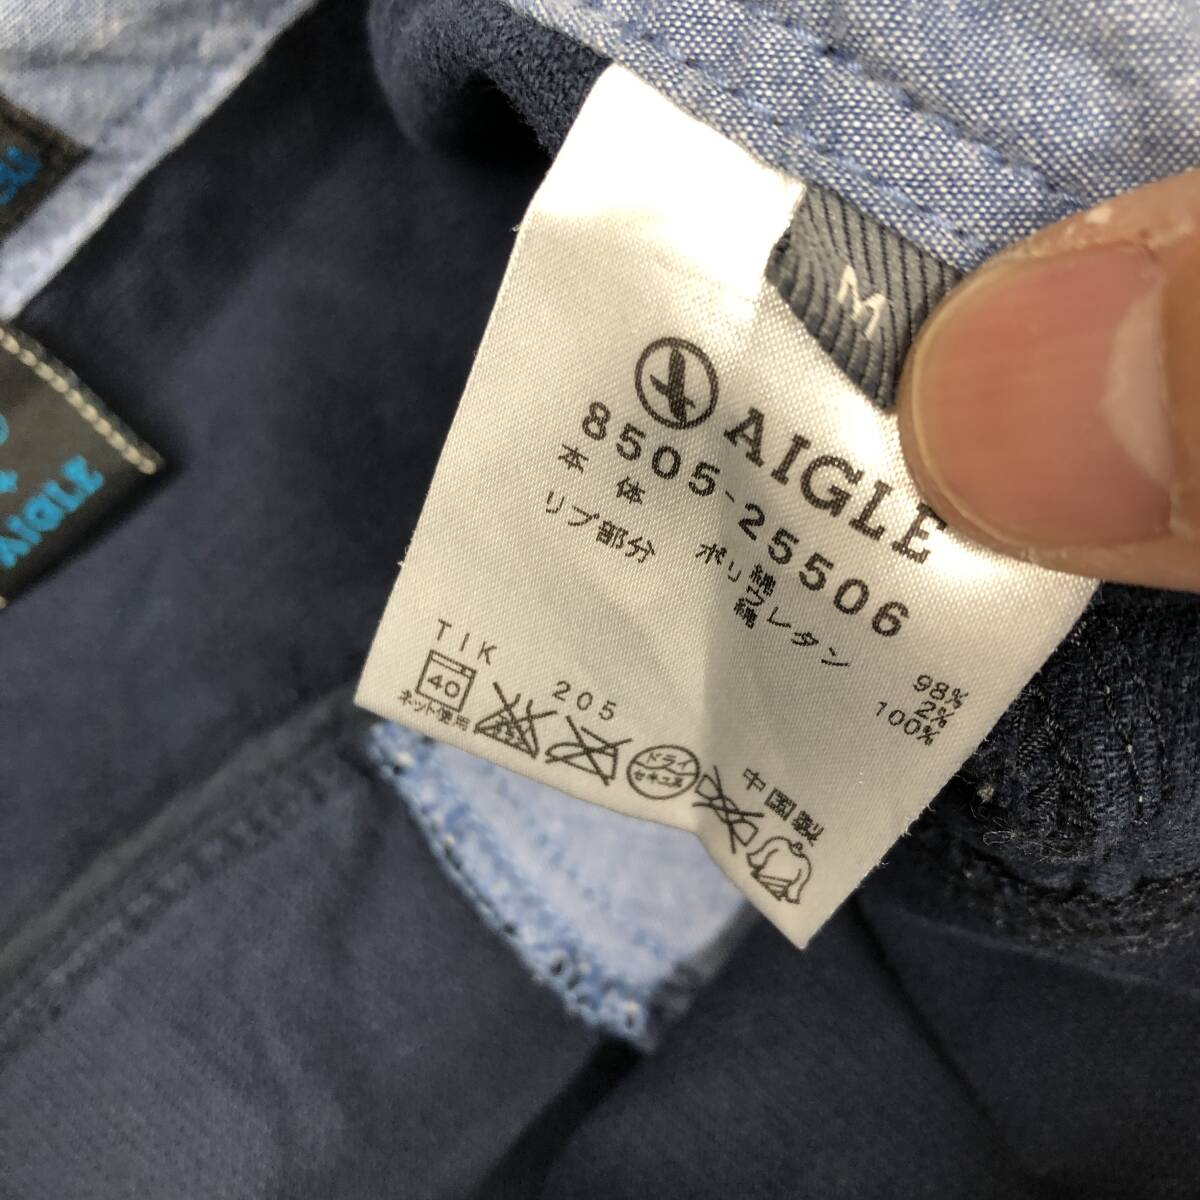 M
AIGLE
8505-25506
本体 綿 98%
ポリウレタン 2%
リブ部分 綿 100%
TIK 205
40
ネット使用
ドライ
セキユ系
中国製
AIGLE